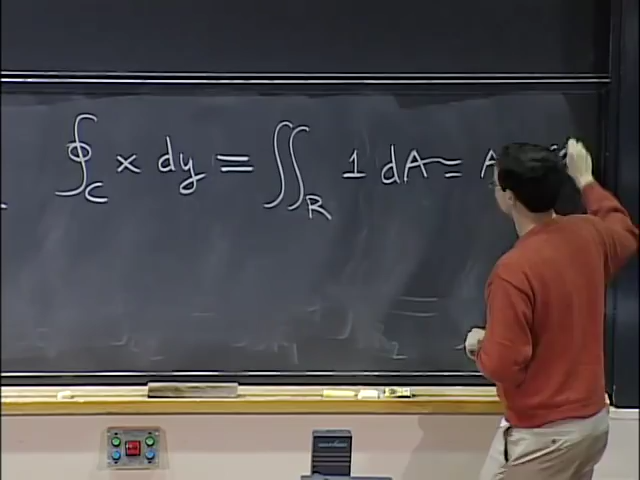 ∮_C x dy = ∬_R 1 dA = A